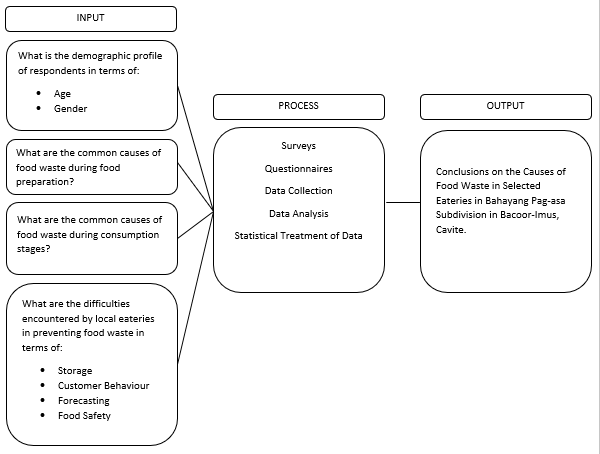 INPUT
What is the demographic profile
of respondents in terms of:
• Age
• Gender
What are the common causes of
food waste during food
preparation?
What are the common causes of
food waste during consumption
stages?
What are the difficulties
encountered by local eateries
in preventing food waste in
terms of:
• Storage
• Customer Behaviour
• Forecasting
• Food Safety
PROCESS
Surveys
Questionnaires
Data Collection
Data Analysis
Statistical Treatment of Data
OUTPUT
Conclusions on the Causes of
Food Waste in Selected
Eateries in Bahayang Pag-asa
Subdivision in Bacoor-Imus,
Cavite.